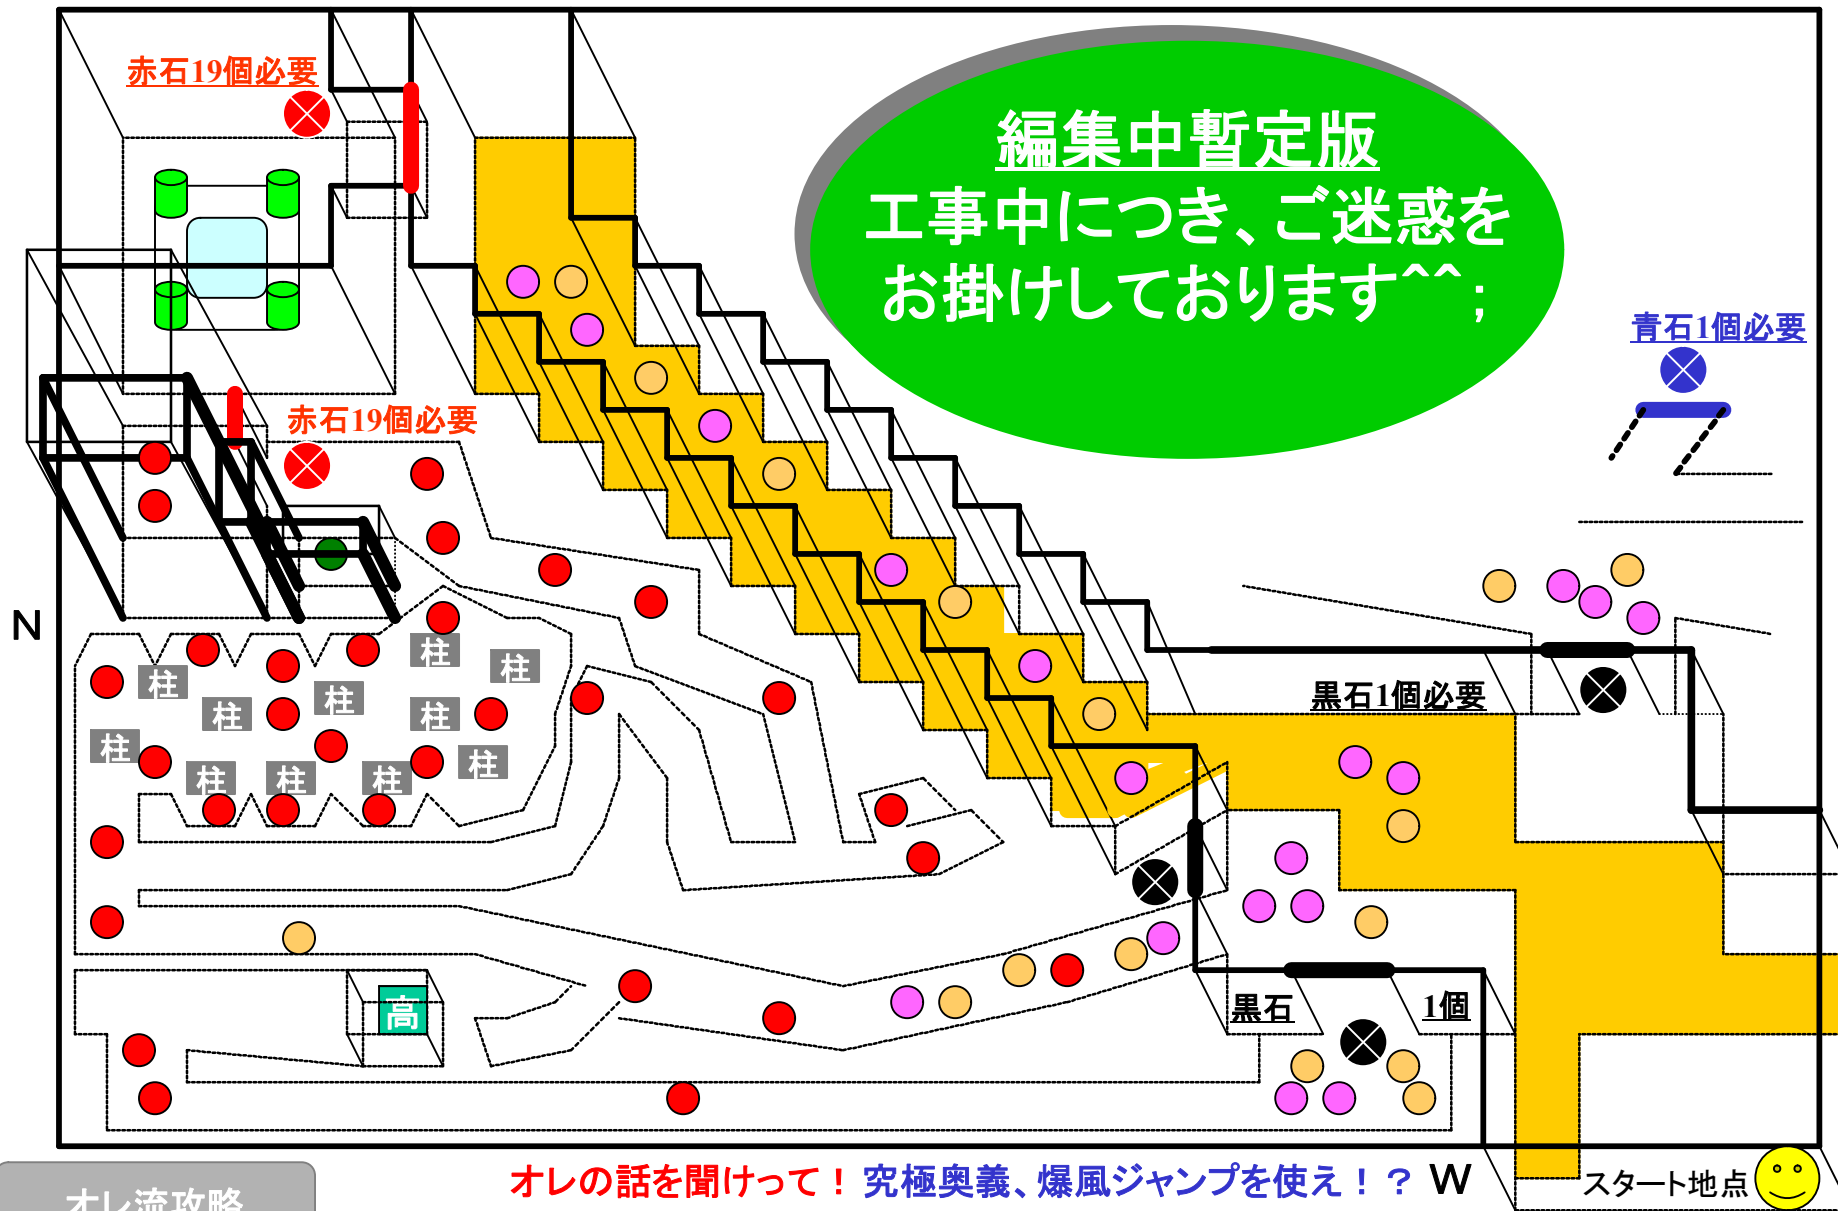 赤石19個必要
編集中暫定版
工事中につき、ご迷惑を
お掛けしております^^；
青石1個必要
赤石19個必要
N
柱
柱
柱
柱
柱
柱
柱
柱
柱
柱
柱
黒石1個必要
高
黒石 1個
オレの話を聞けって！究極奥義、爆風ジャンプを使え！？ W
スタート地点
オレ流攻略